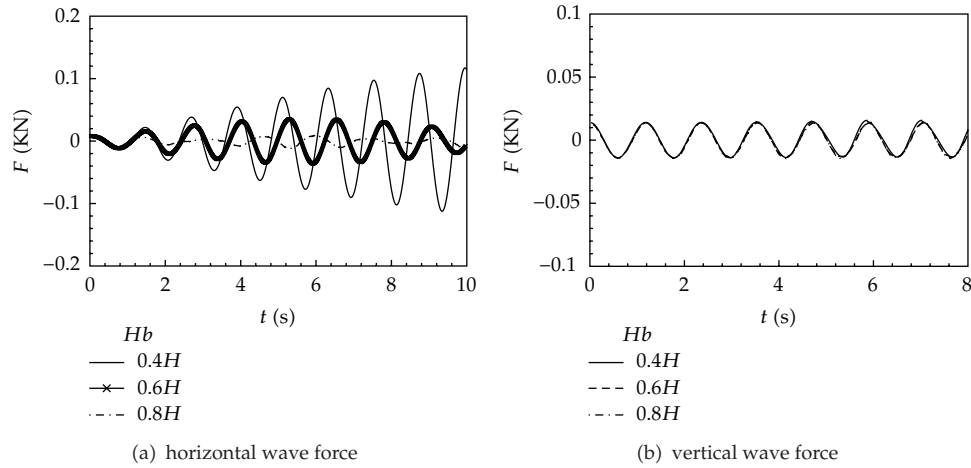 0.2
0.1
0
−0.1
−0.2
F (KN)
0 2 4 6 8 10
t (s)
Hb
0.4H
0.6H
0.8H
(a) horizontal wave force
0.1
0.05
0
−0.05
−0.1
F (KN)
0 2 4 6 8
t (s)
Hb
0.4H
0.6H
0.8H
(b) vertical wave force